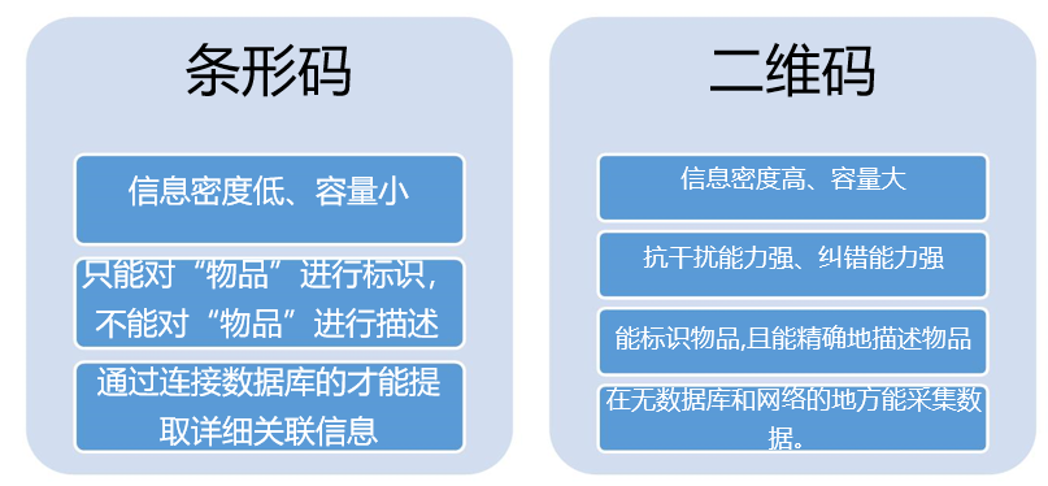 条形码
信息密度低、容量小
只能对“物品”进行标识，
不能对“物品”进行描述
通过连接数据库的才能提
取详细关联信息
二维码
信息密度高、容量大
抗干扰能力强、纠错能力强
能标识物品,且能精确地描述物品
在无数据库和网络的地方能采集数
据。